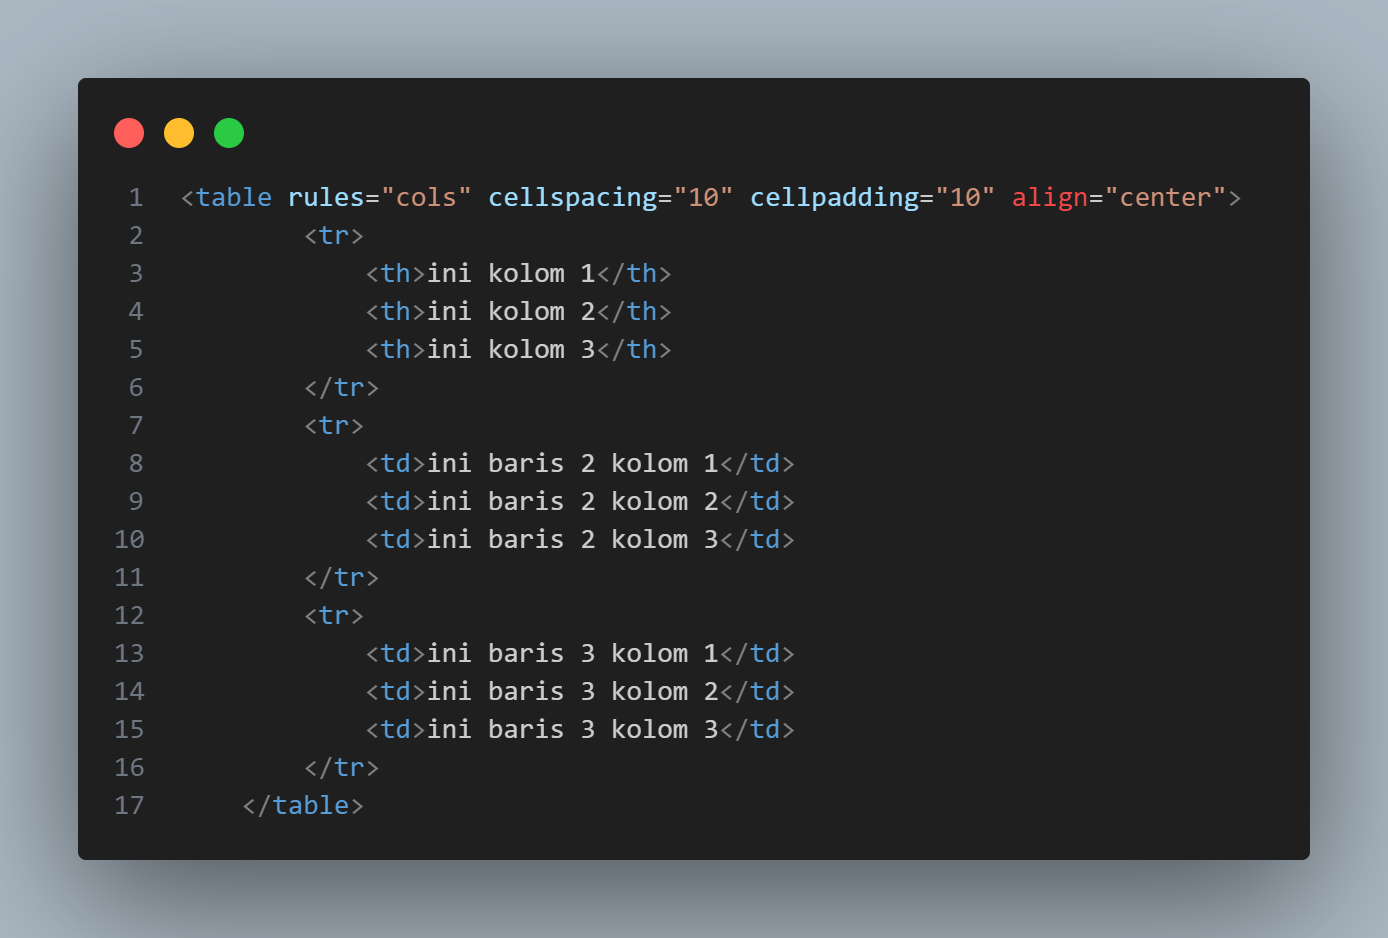 1 <table rules="cols" cellspacing="10" cellpadding="10" align="center">
2         <tr>
3             <th>ini kolom 1</th>
4             <th>ini kolom 2</th>
5             <th>ini kolom 3</th>
6         </tr>
7         <tr>
8             <td>ini baris 2 kolom 1</td>
9             <td>ini baris 2 kolom 2</td>
10             <td>ini baris 2 kolom 3</td>
11         </tr>
12         <tr>
13             <td>ini baris 3 kolom 1</td>
14             <td>ini baris 3 kolom 2</td>
15             <td>ini baris 3 kolom 3</td>
16         </tr>
17     </table>